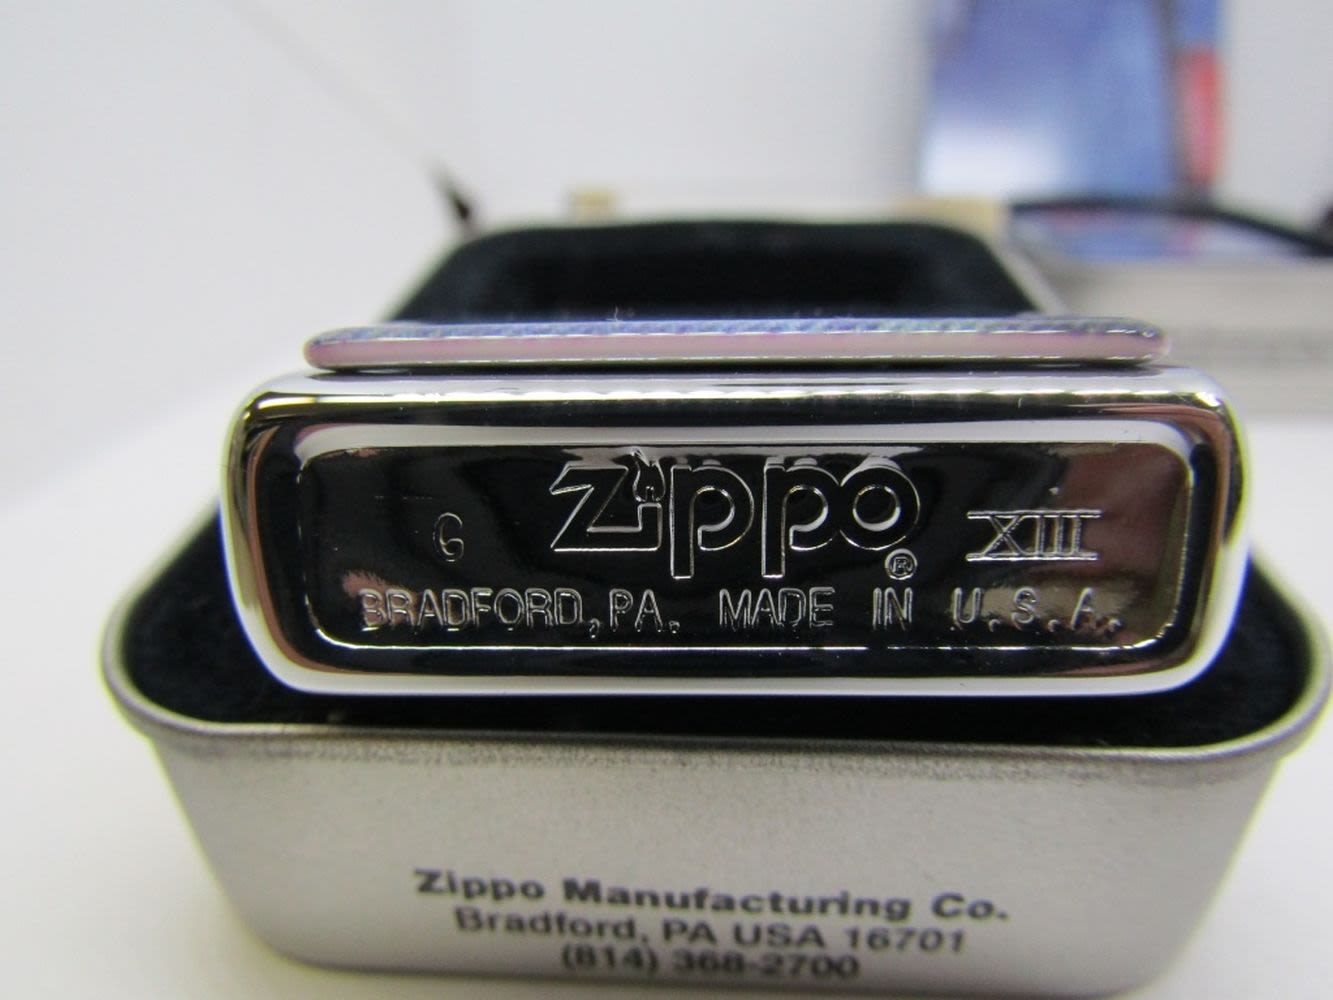 G zippo® XIII
BRADFORD, PA. MADE IN U.S.A.
Zippo Manufacturing Co.
Bradford, PA USA 16701
(814) 368-2700